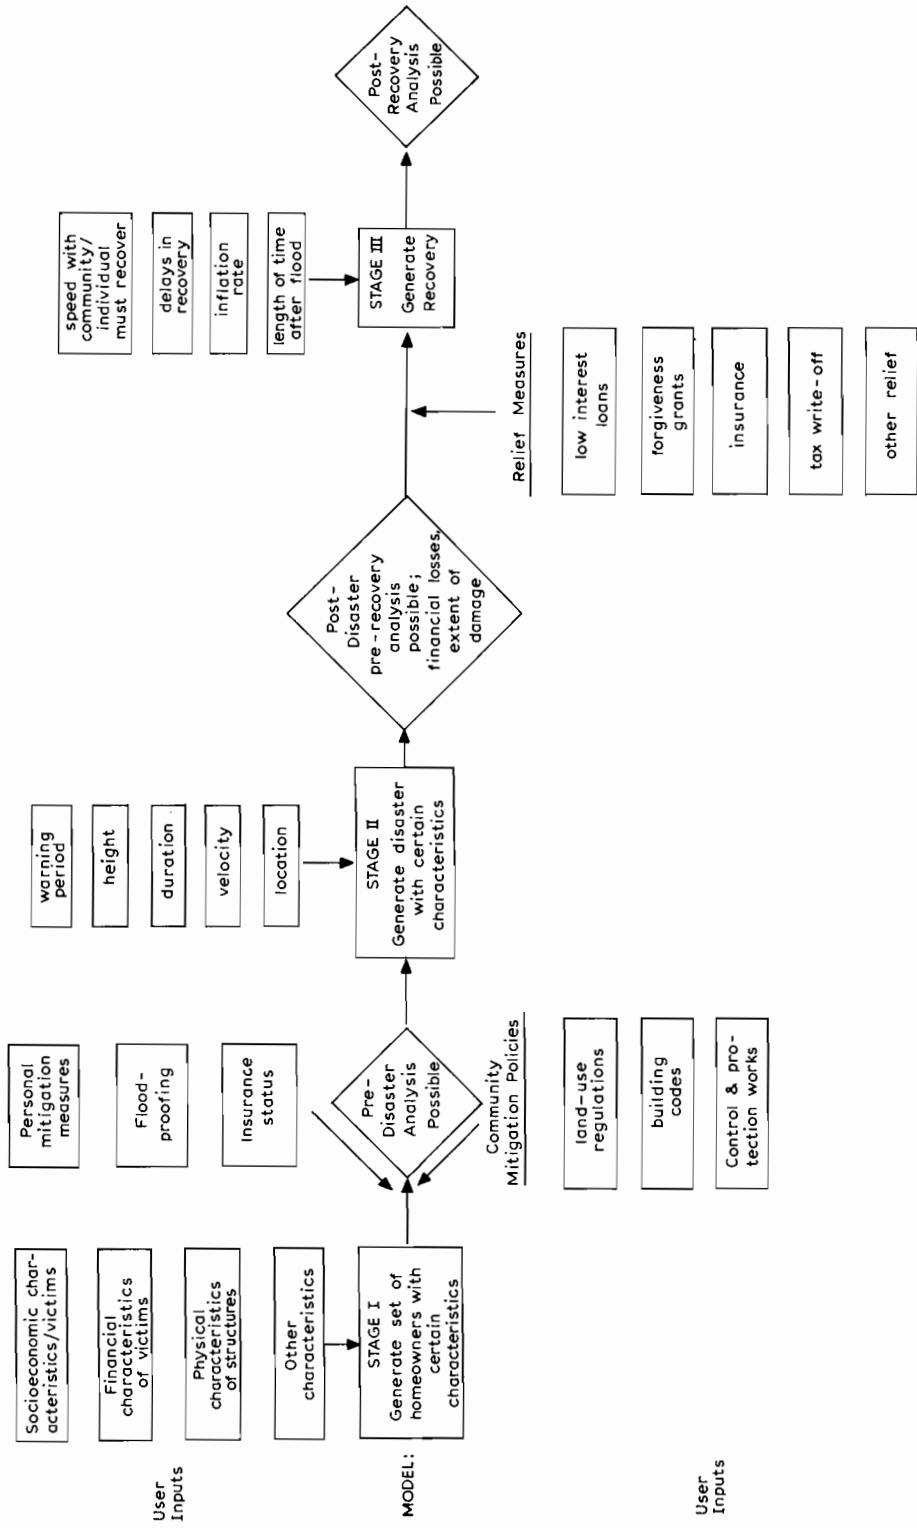 User
Inputs
Socioeconomic char-
acteristics/victims
Financial
characteristics
of victims
Physical
characteristics
of structures
Other
characteristics
Personal
mitigation
measures
Flood-
proofing
Insurance
status
warning
period
height
duration
velocity
location
speed with
community/
individual
must recover
delays in
recovery
inflation
rate
length of time
after flood
MODEL:
STAGE I
Generate set of
homeowners with
certain
characteristics
Pre-
Disaster
Analysis
Possible
STAGE II
Generate disaster
with certain
characteristics
Post-
Disaster
pre-recovery
analysis
possible;
financial losses,
extent of
damage
STAGE III
Generate
Recovery
Post-
Recovery
Analysis
Possible
User
Inputs
Community
Mitigation Policies
land-use
regulations
building
codes
Control & pro-
tection works
Relief Measures
low interest
loans
forgiveness
grants
insurance
tax write-off
other relief